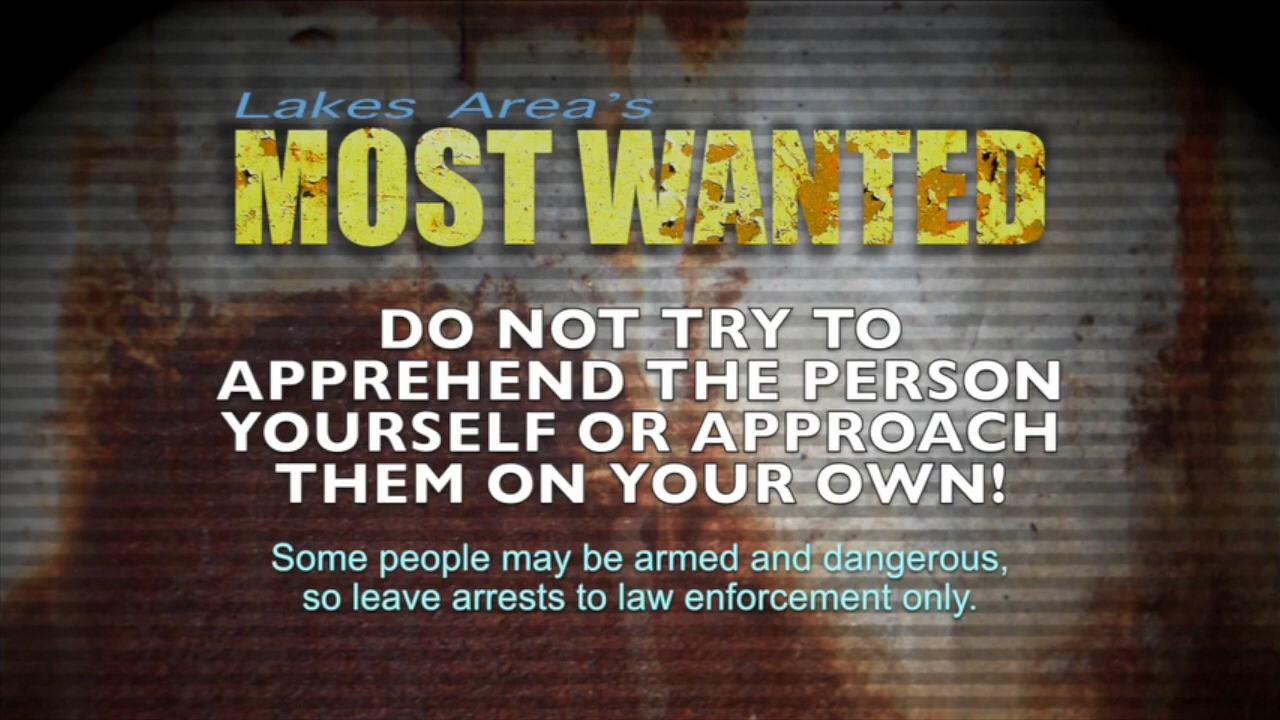 Lakes Area's
MOST WANTED
DO NOT TRY TO
APPREHEND THE PERSON
YOURSELF OR APPROACH
THEM ON YOUR OWN!
Some people may be armed and dangerous,
so leave arrests to law enforcement only.